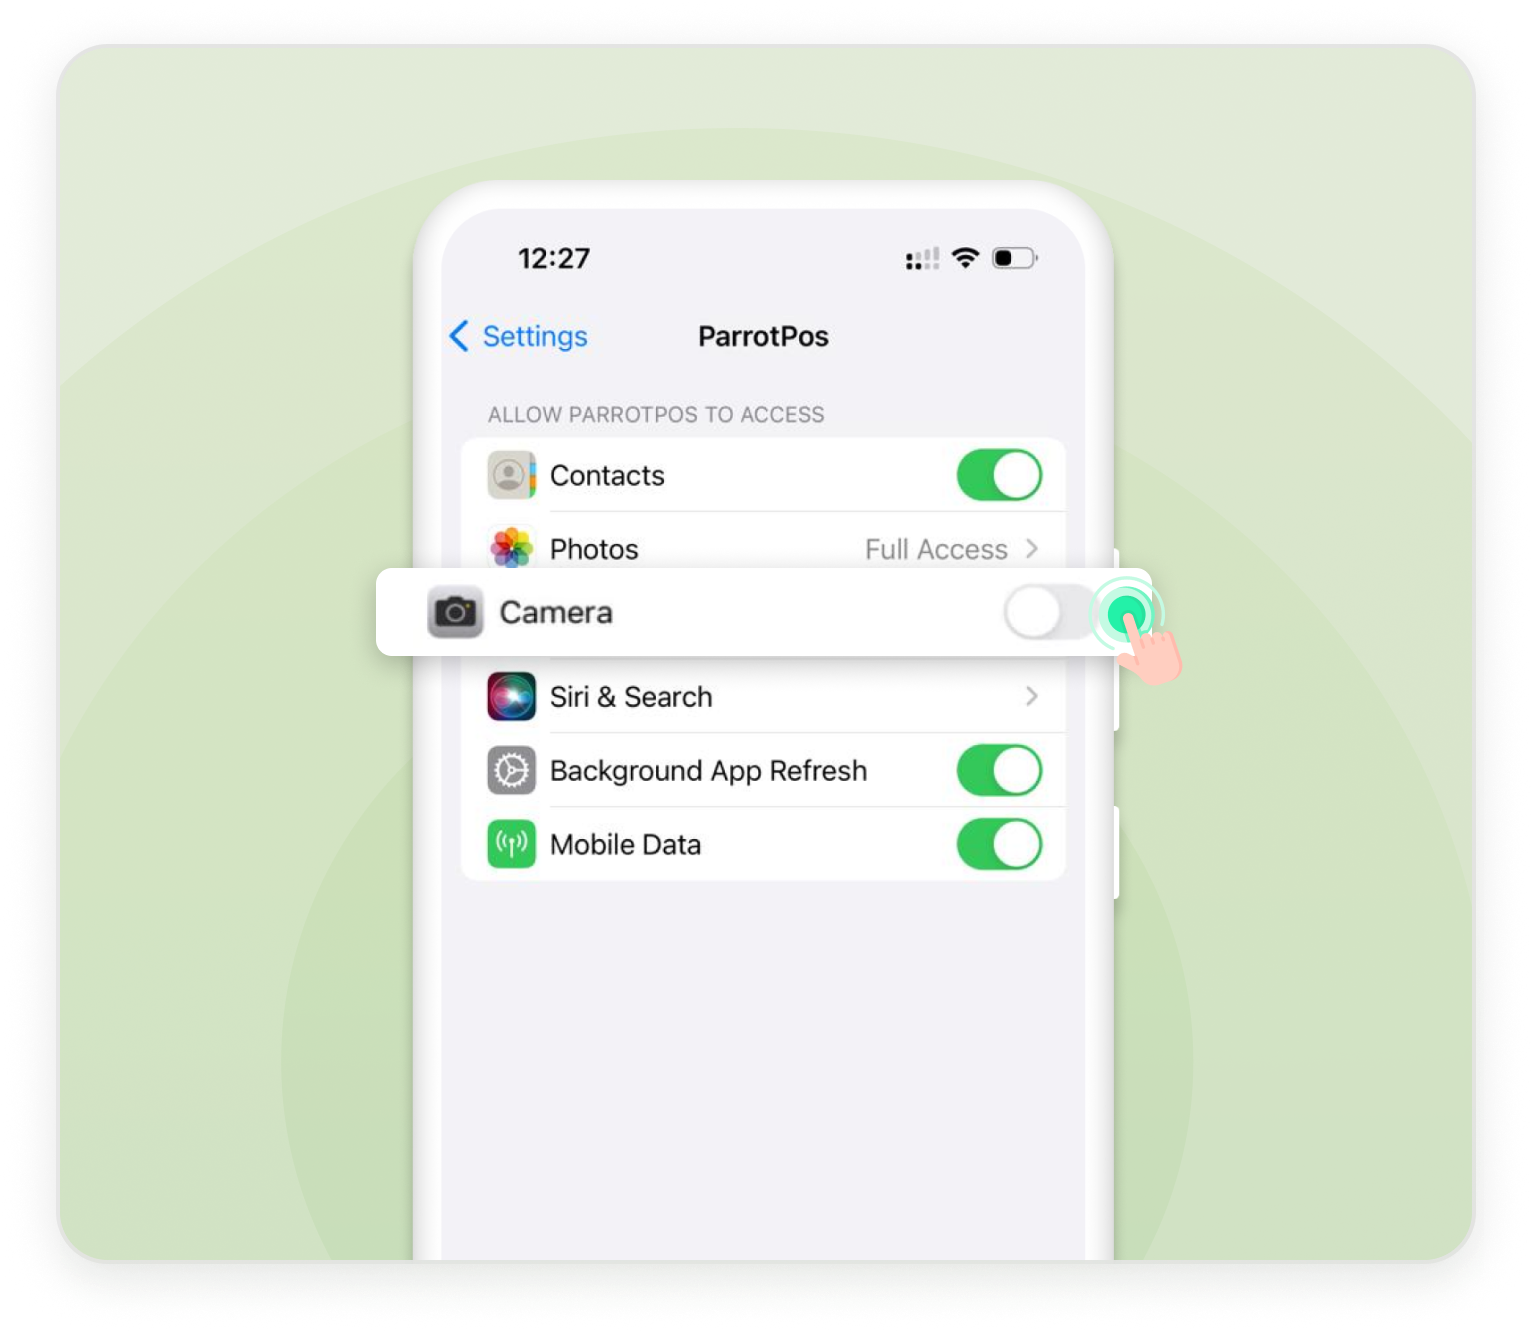 12:27
Settings
ParrotPos
ALLOW PARROTPOS TO ACCESS
Contacts
Photos Full Access
Camera
Siri & Search
Background App Refresh
Mobile Data